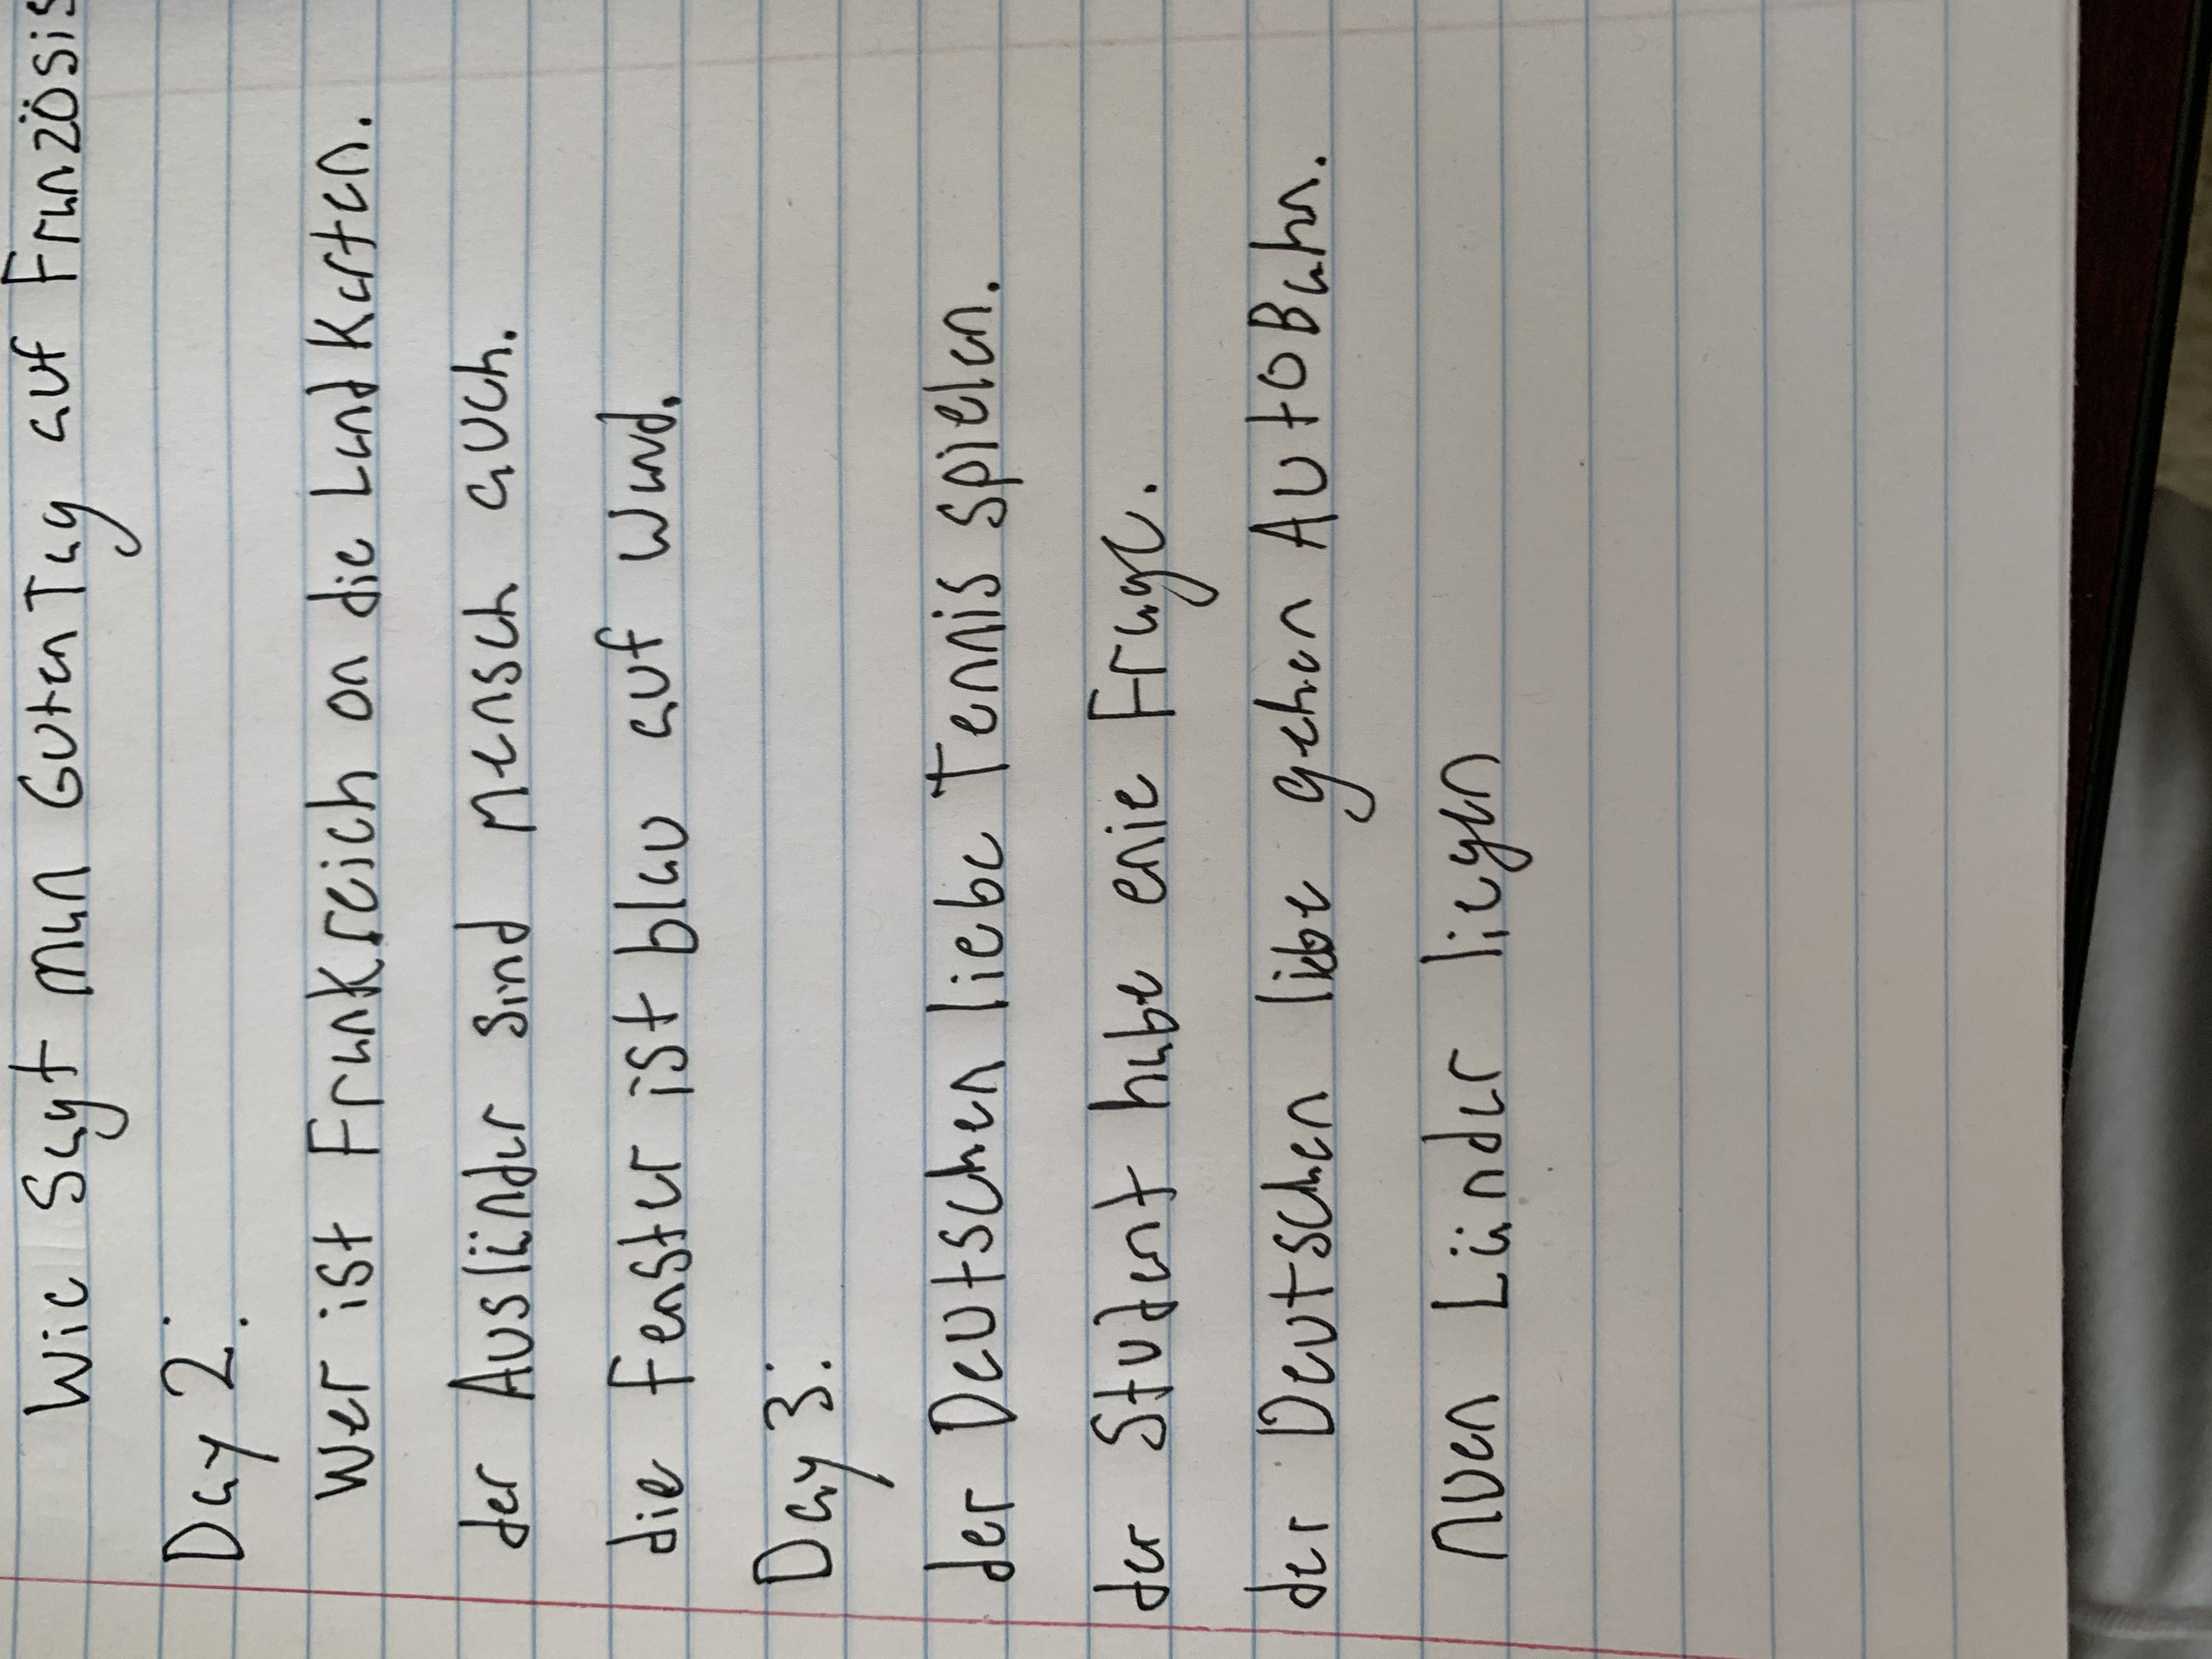 Wie Sagt man Guten Tag auf Französis
Day 2:
Wer ist Frankreich on die Land Karten.
der Ausländer sind mensch auch.
die Fenster ist blau auf Wand.
Day 3:
der Deutschen liebe Tennis spielen.
der Student habe enie Frage.
der Deutschen liebe gehen AutoBahn.
nuen Länder liegen